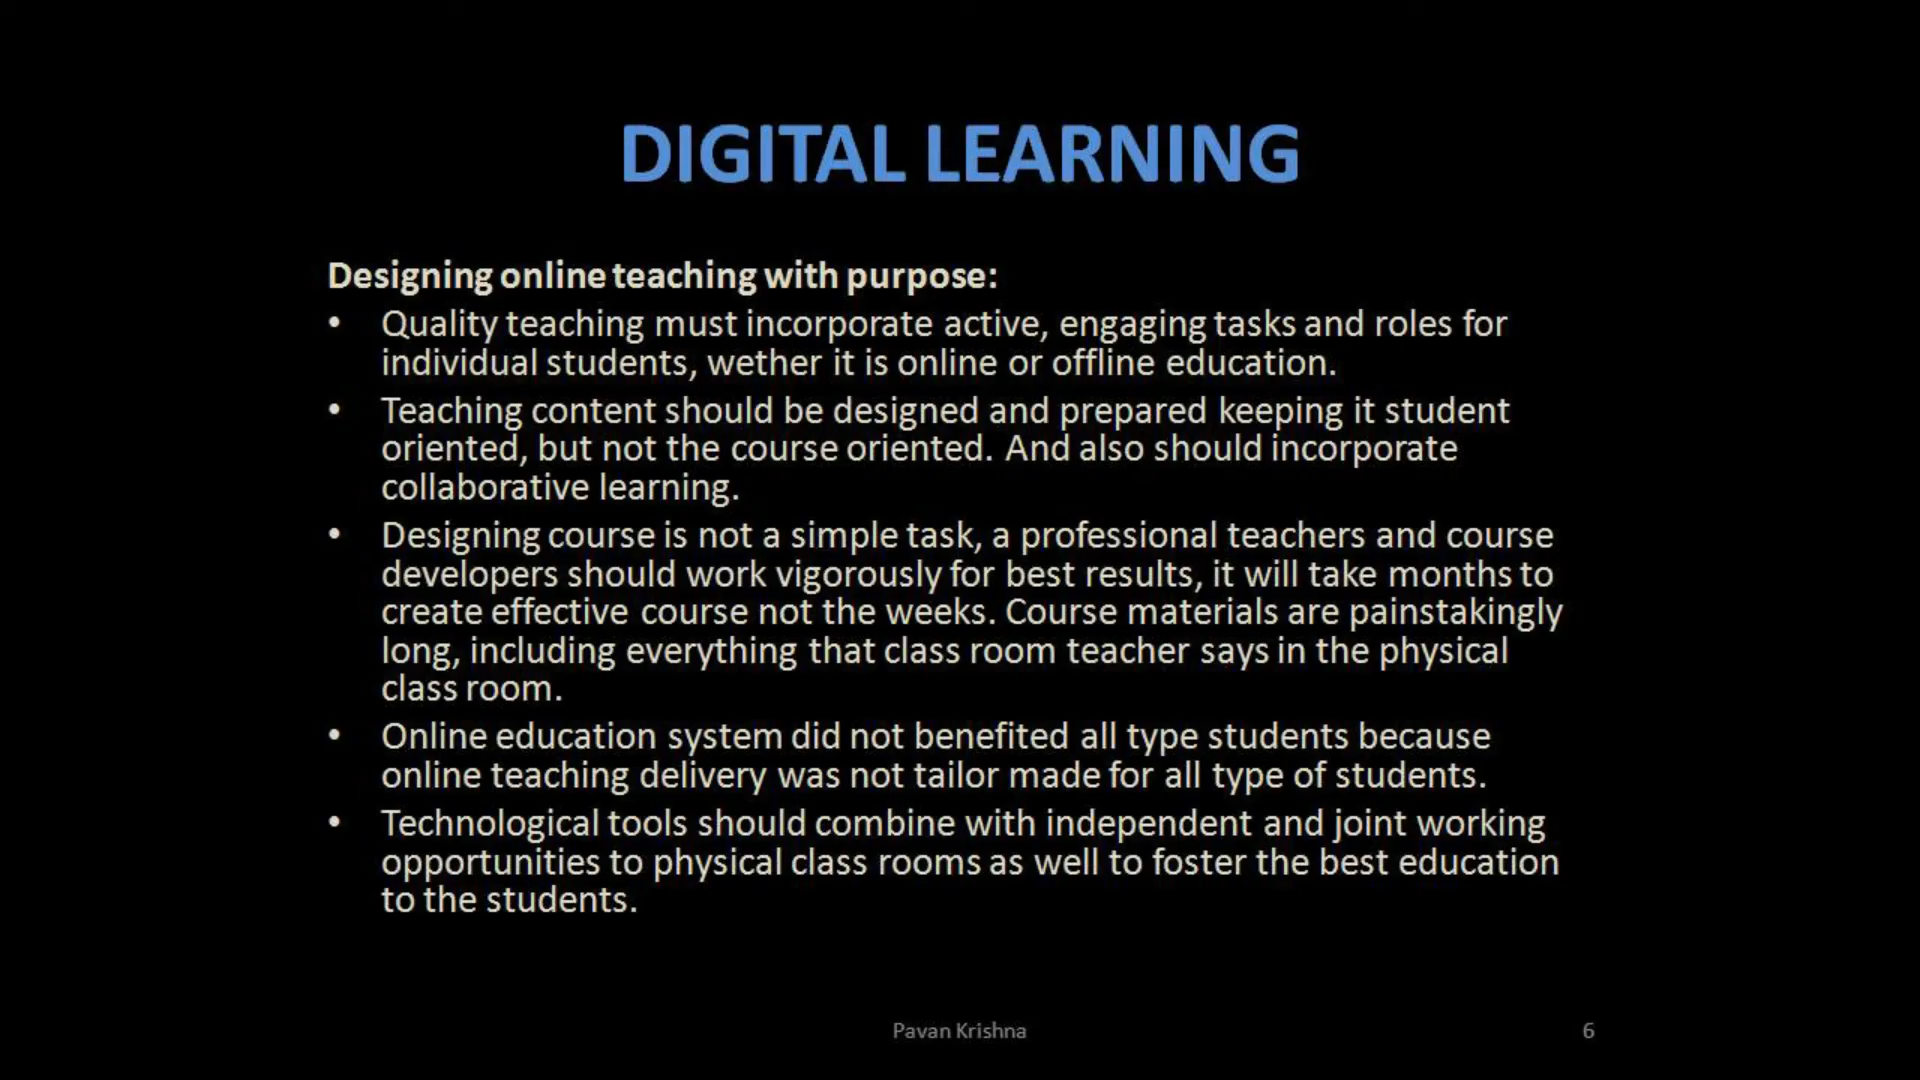 DIGITAL LEARNING
Designing online teaching with purpose:
• Quality teaching must incorporate active, engaging tasks and roles for
individual students, wether it is online or offline education.
• Teaching content should be designed and prepared keeping it student
oriented, but not the course oriented. And also should incorporate
collaborative learning.
• Designing course is not a simple task, a professional teachers and course
developers should work vigorously for best results, it will take months to
create effective course not the weeks. Course materials are painstakingly
long, including everything that class room teacher says in the physical
class room.
• Online education system did not benefited all type students because
online teaching delivery was not tailor made for all type of students.
• Technological tools should combine with independent and joint working
opportunities to physical class rooms as well to foster the best education
to the students.
Pavan Krishna
6